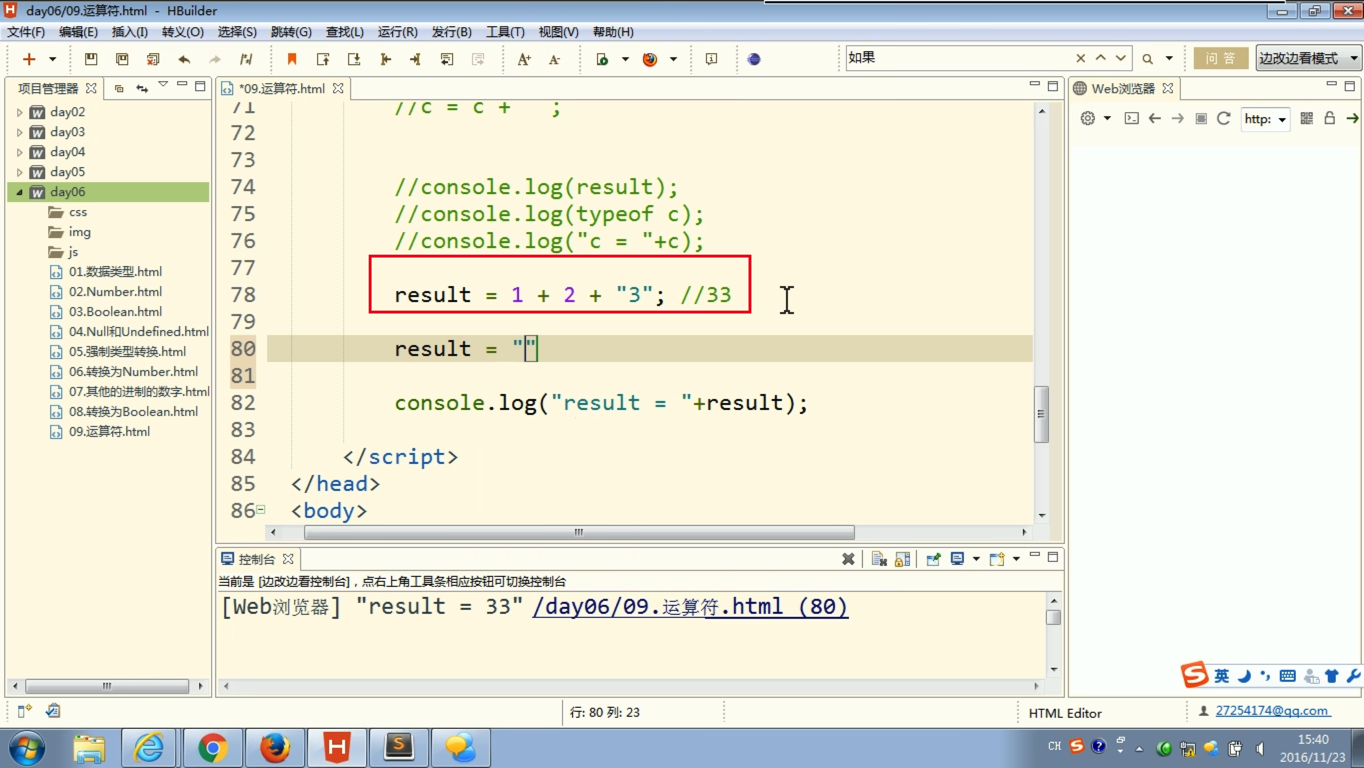 day06/09.运算符.html - HBuilder
文件(F) 编辑(E) 插入(I) 转义(O) 选择(S) 跳转(G) 查找(L) 运行(R) 发行(B) 工具(T) 视图(V) 帮助(H)
如果 问答 边改边看模式
项目管理器
*09.运算符.html
Web浏览器
http:
day02
day03
day04
day05
day06
css
img
js
01.数据类型.html
02.Number.html
03.Boolean.html
04.Null和Undefined.html
05.强制类型转换.html
06.转换为Number.html
07.其他的进制的数字.html
08.转换为Boolean.html
09.运算符.html
71 //c = c + ;
72
73
74 //console.log(result);
75 //console.log(typeof c);
76 //console.log("c = "+c);
77
78 result = 1 + 2 + "3"; //33
79
80 result = ""
81
82 console.log("result = "+result);
83
84 </script>
85 </head>
86 <body>
控制台
当前是 [边改边看控制台]，点右上角工具条相应按钮可切换控制台
[Web浏览器] "result = 33" /day06/09.运算符.html (80)
英
行: 80 列: 23
HTML Editor
27254174@qq.com
CH
15:40
2016/11/23